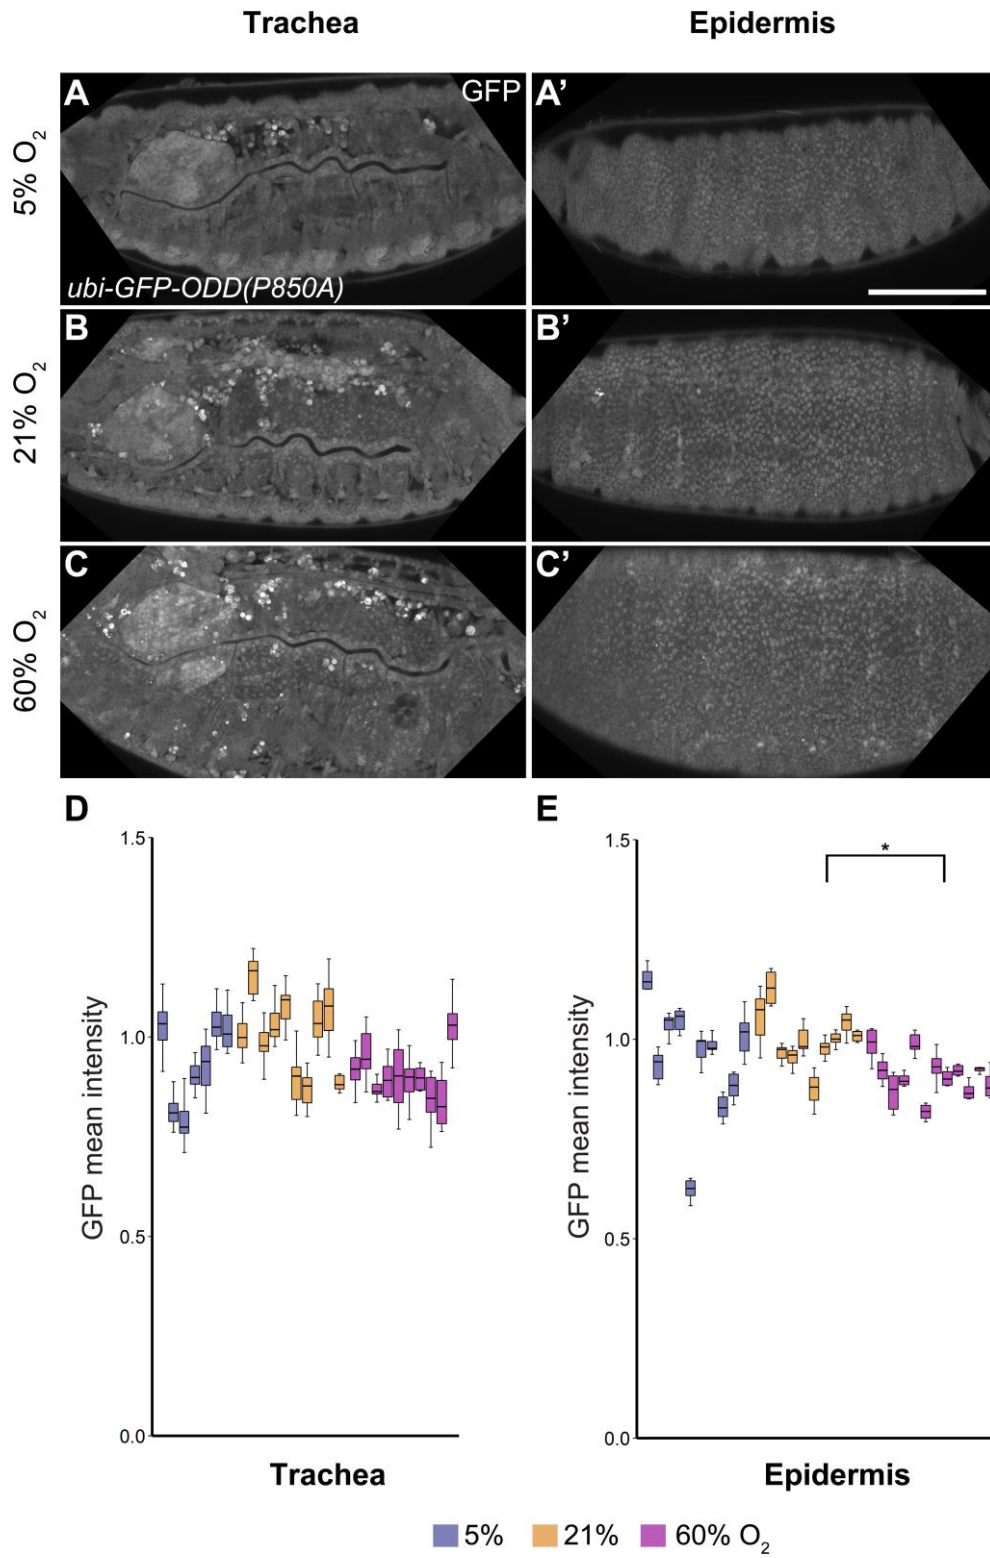 Trachea Epidermis
5% O₂
A GFP A’
ubi-GFP-ODD(P850A)
21% O₂
B B’
60% O₂
C C’
D E
GFP mean intensity
1.5
1.0
0.5
0.0
Trachea
GFP mean intensity
1.5
1.0
0.5
0.0
*
Epidermis
5% 21% 60% O₂